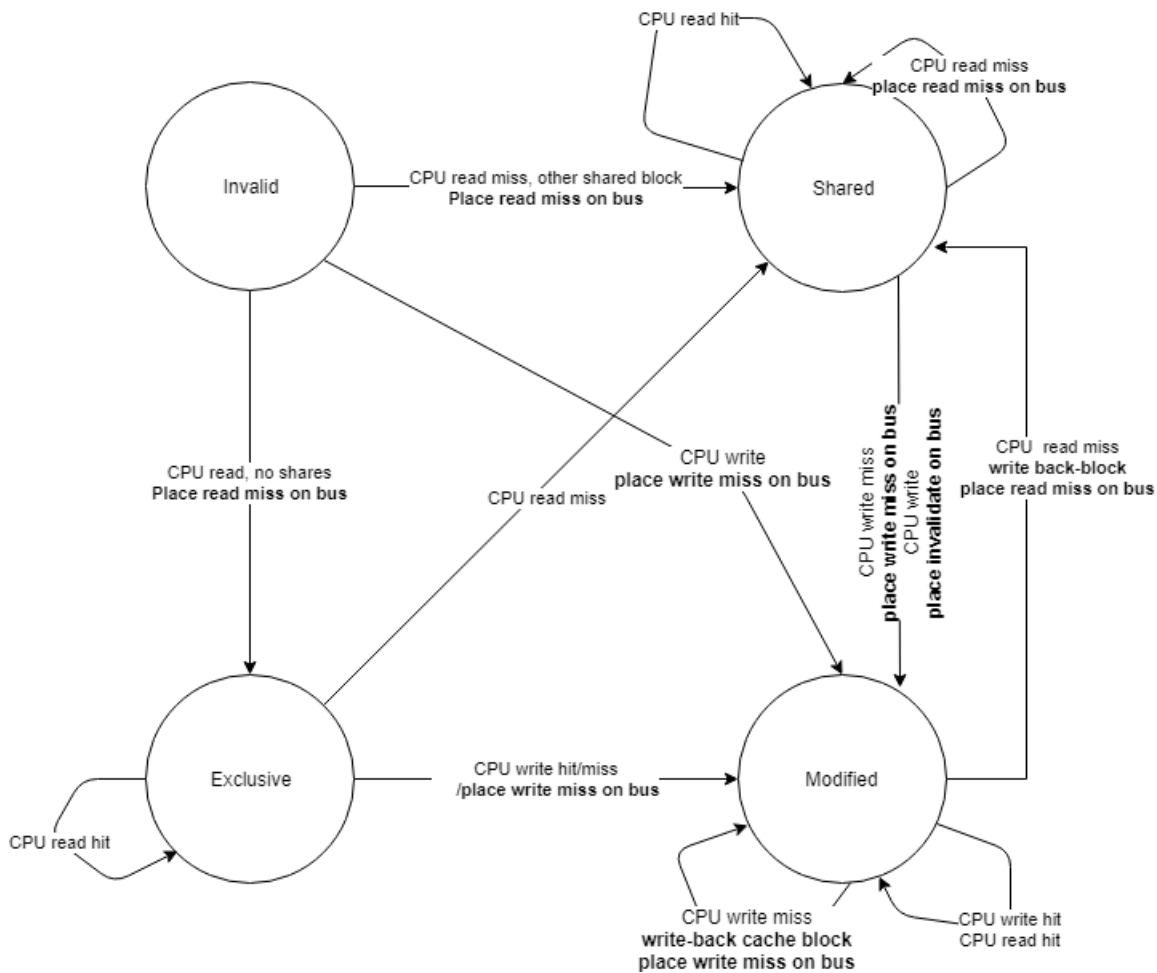 CPU read hit
CPU read miss
place read miss on bus
Invalid
CPU read miss, other shared block
Place read miss on bus
Shared
CPU read, no shares
Place read miss on bus
CPU read miss
CPU write
place write miss on bus
CPU write miss
place write miss on bus
CPU write
place invalidate on bus
CPU read miss
write back-block
place read miss on bus
Exclusive
CPU write hit/miss
/place write miss on bus
Modified
CPU read hit
CPU write miss
write-back cache block
place write miss on bus
CPU write hit
CPU read hit